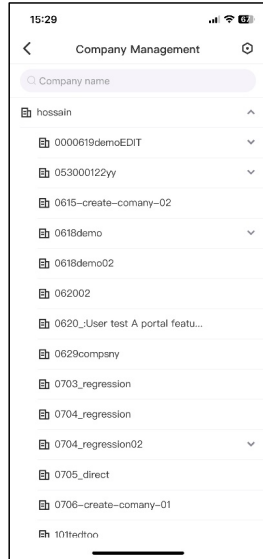 15:29
67
Company Management
Company name
hossain
0000619demoEDIT
053000122yy
0615-create-comany-02
0618demo
0618demo02
062002
0620_:User test A portal featu...
0629compsny
0703_regression
0704_regression
0704_regression02
0705_direct
0706-create-comany-01
101tedtoo